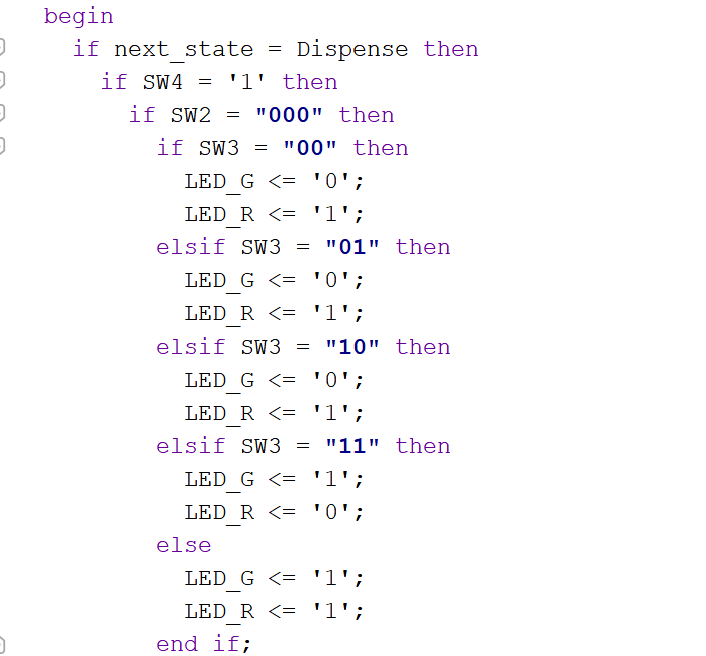 begin
if next_state = Dispense then
if SW4 = '1' then
if SW2 = "000" then
if SW3 = "00" then
LED_G <= '0';
LED_R <= '1';
elsif SW3 = "01" then
LED_G <= '0';
LED_R <= '1';
elsif SW3 = "10" then
LED_G <= '0';
LED_R <= '1';
elsif SW3 = "11" then
LED_G <= '1';
LED_R <= '0';
else
LED_G <= '1';
LED_R <= '1';
end if;